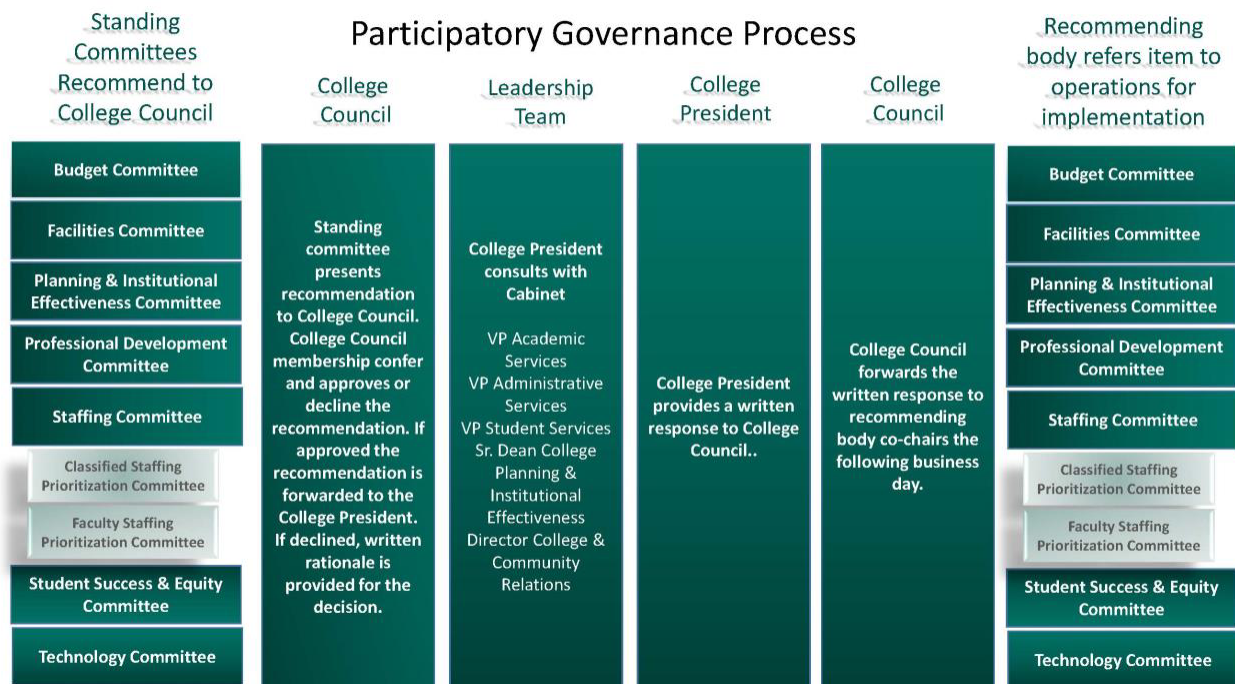 Participatory Governance Process
Standing
Committees
Recommend to
College Council
Budget Committee
Facilities Committee
Planning & Institutional
Effectiveness Committee
Professional Development
Committee
Staffing Committee
Classified Staffing
Prioritization Committee
Faculty Staffing
Prioritization Committee
Student Success & Equity
Committee
Technology Committee
College
Council
Standing
committee
presents
recommendation
to College Council.
College Council
membership confer
and approves or
decline the
recommendation. If
approved the
recommendation is
forwarded to the
College President.
If declined, written
rationale is
provided for the
decision.
Leadership
Team
College President
consults with
Cabinet
VP Academic
Services
VP Administrative
Services
VP Student Services
Sr. Dean College
Planning &
Institutional
Effectiveness
Director College &
Community
Relations
College
President
College President
provides a written
response to College
Council..
College
Council
College Council
forwards the
written response to
recommending
body co-chairs the
following business
day.
Recommending
body refers item to
operations for
implementation
Budget Committee
Facilities Committee
Planning & Institutional
Effectiveness Committee
Professional Development
Committee
Staffing Committee
Classified Staffing
Prioritization Committee
Faculty Staffing
Prioritization Committee
Student Success & Equity
Committee
Technology Committee